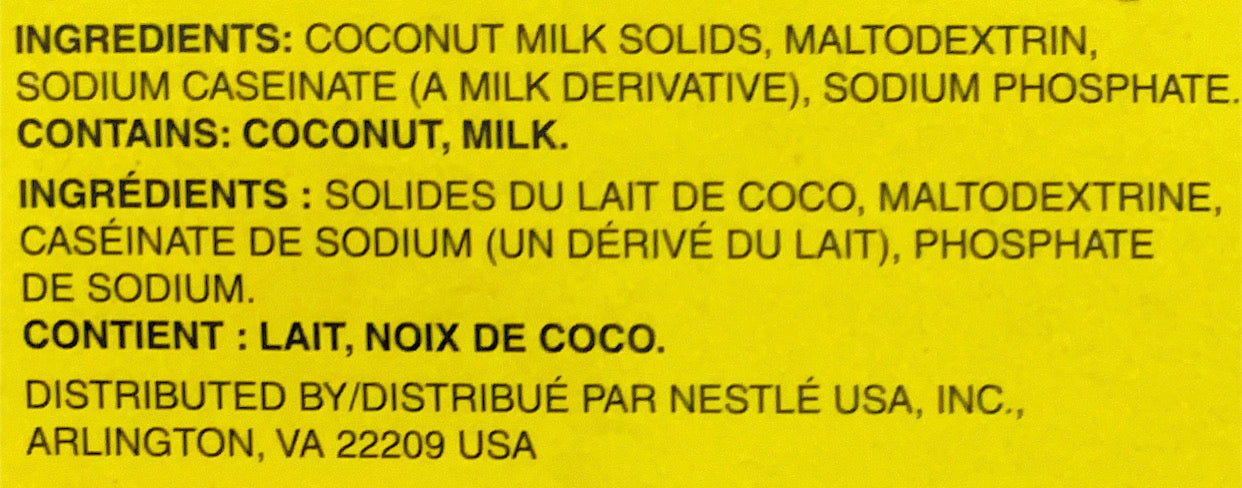 INGREDIENTS: COCONUT MILK SOLIDS, MALTODEXTRIN,
SODIUM CASEINATE (A MILK DERIVATIVE), SODIUM PHOSPHATE.
CONTAINS: COCONUT, MILK.
INGRÉDIENTS : SOLIDES DU LAIT DE COCO, MALTODEXTRINE,
CASÉINATE DE SODIUM (UN DÉRIVÉ DU LAIT), PHOSPHATE
DE SODIUM.
CONTIENT : LAIT, NOIX DE COCO.
DISTRIBUTED BY/DISTRIBUÉ PAR NESTLÉ USA, INC.,
ARLINGTON, VA 22209 USA